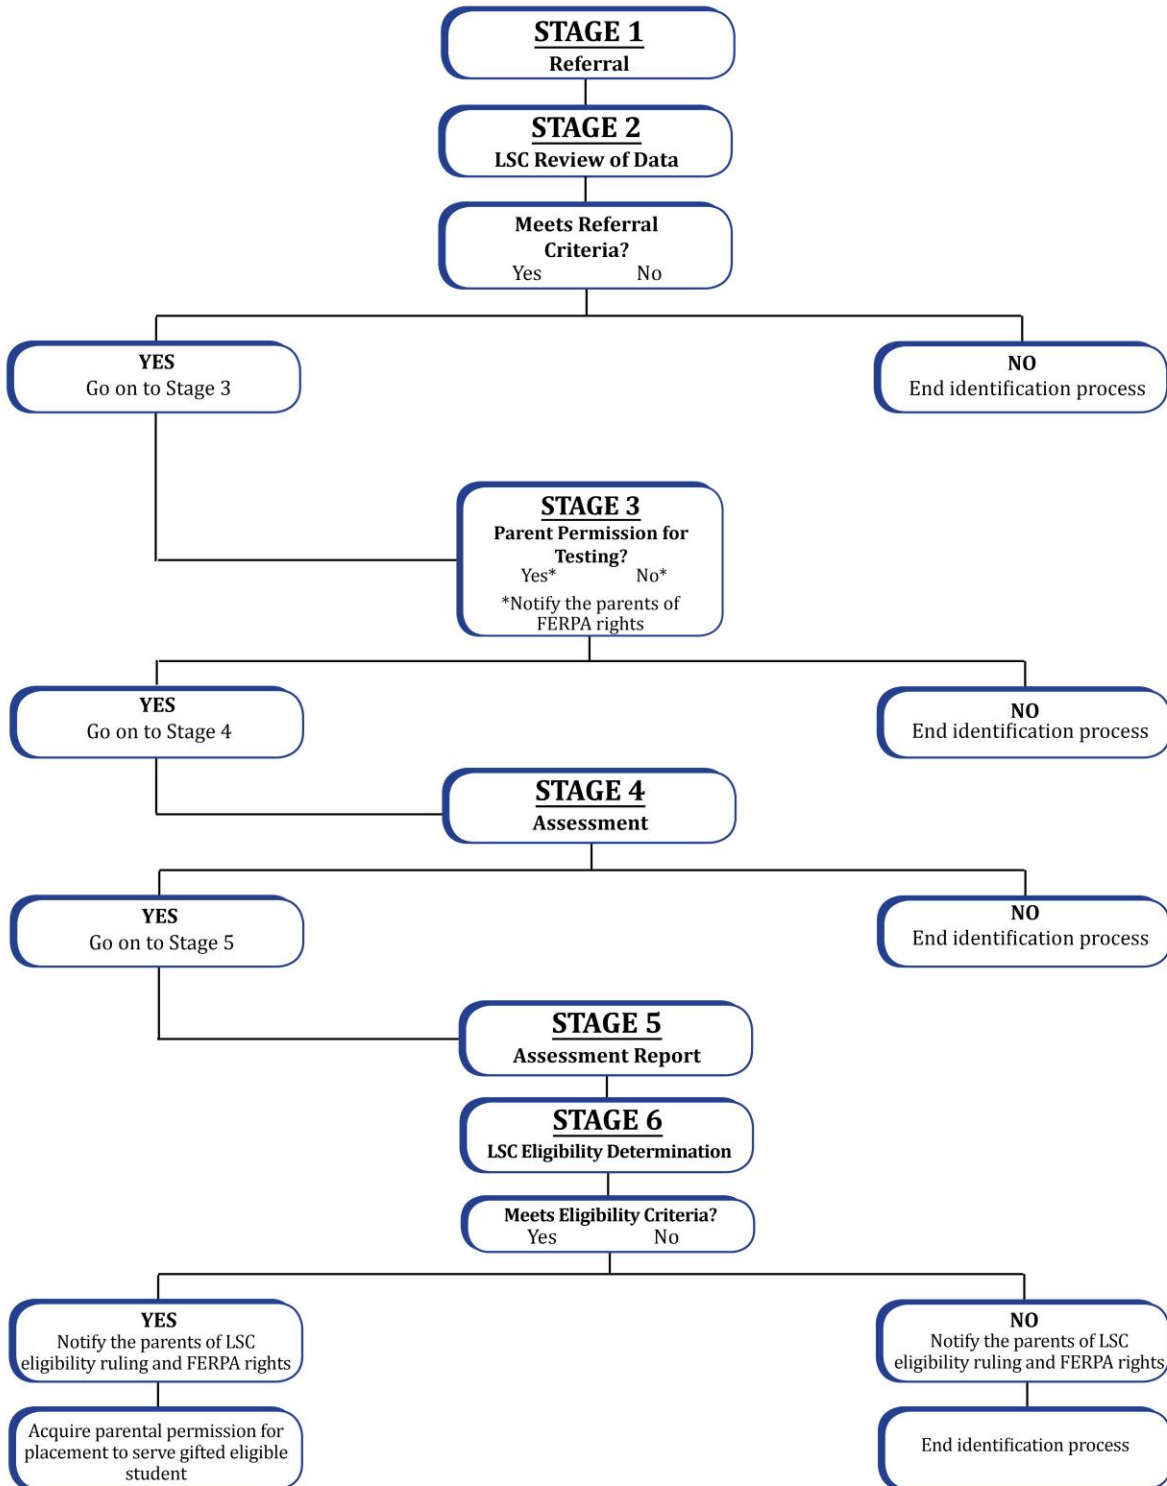 STAGE 1
Referral
STAGE 2
LSC Review of Data
Meets Referral
Criteria?
Yes No
YES
Go on to Stage 3
NO
End identification process
STAGE 3
Parent Permission for
Testing?
Yes* No*
*Notify the parents of
FERPA rights
YES
Go on to Stage 4
NO
End identification process
STAGE 4
Assessment
YES
Go on to Stage 5
NO
End identification process
STAGE 5
Assessment Report
STAGE 6
LSC Eligibility Determination
Meets Eligibility Criteria?
Yes No
YES
Notify the parents of LSC
eligibility ruling and FERPA rights
NO
Notify the parents of LSC
eligibility ruling and FERPA rights
Acquire parental permission for
placement to serve gifted eligible
student
End identification process